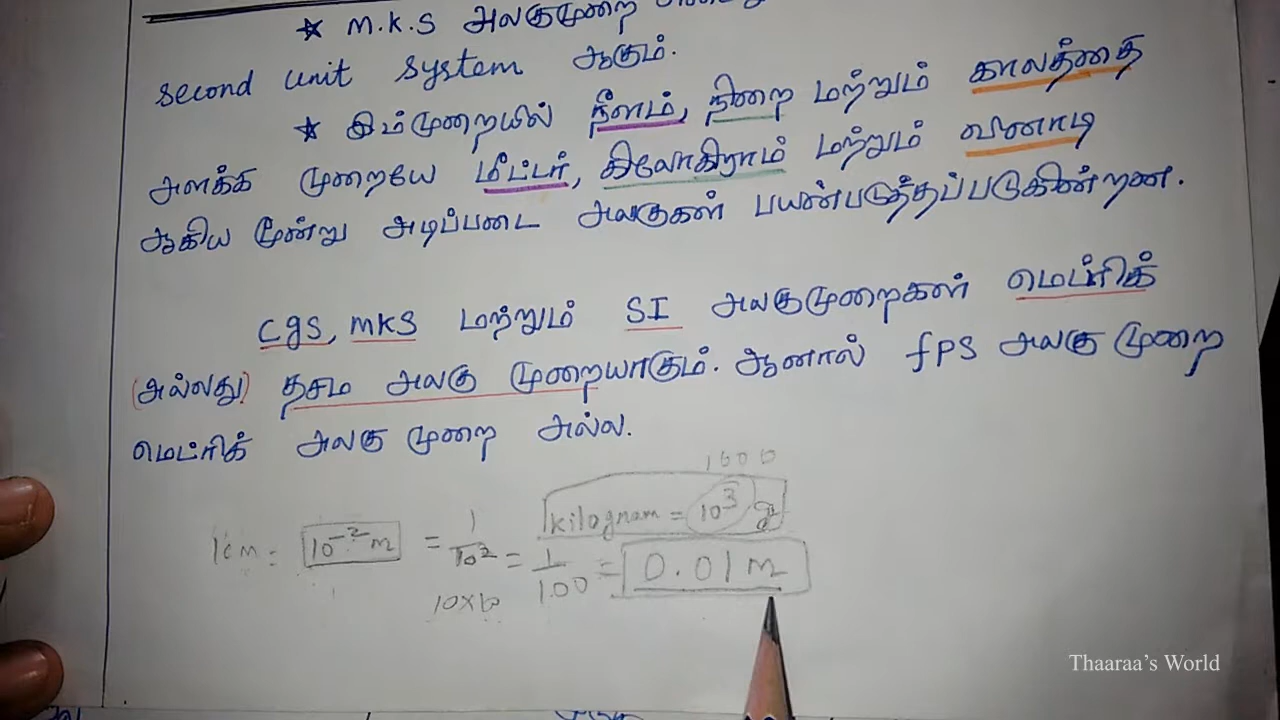 ★ M.K.S அலகுமுறை
second unit system ஆகும்.
★ இம்முறையில் நீளம், நிறை மற்றும் காலத்தை
அளக்க முறையே மீட்டர், கிலோகிராம் மற்றும் வினாடி
ஆகிய மூன்று அடிப்படை அலகுகள் பயன்படுத்தப்படுகின்றன.
CgS, MKS மற்றும் SI அலகுமுறைகள் மெட்ரிக்
(அல்லது) தசம அலகு முறையாகும். ஆனால் fps அலகு முறை
மெட்ரிக் அலகு முறை அல்ல.
1000
kilogram = 10³ g
1cm = 10⁻² m = 1/10² = 1/100 = 0.01 m
10×10
Thaaraa's World